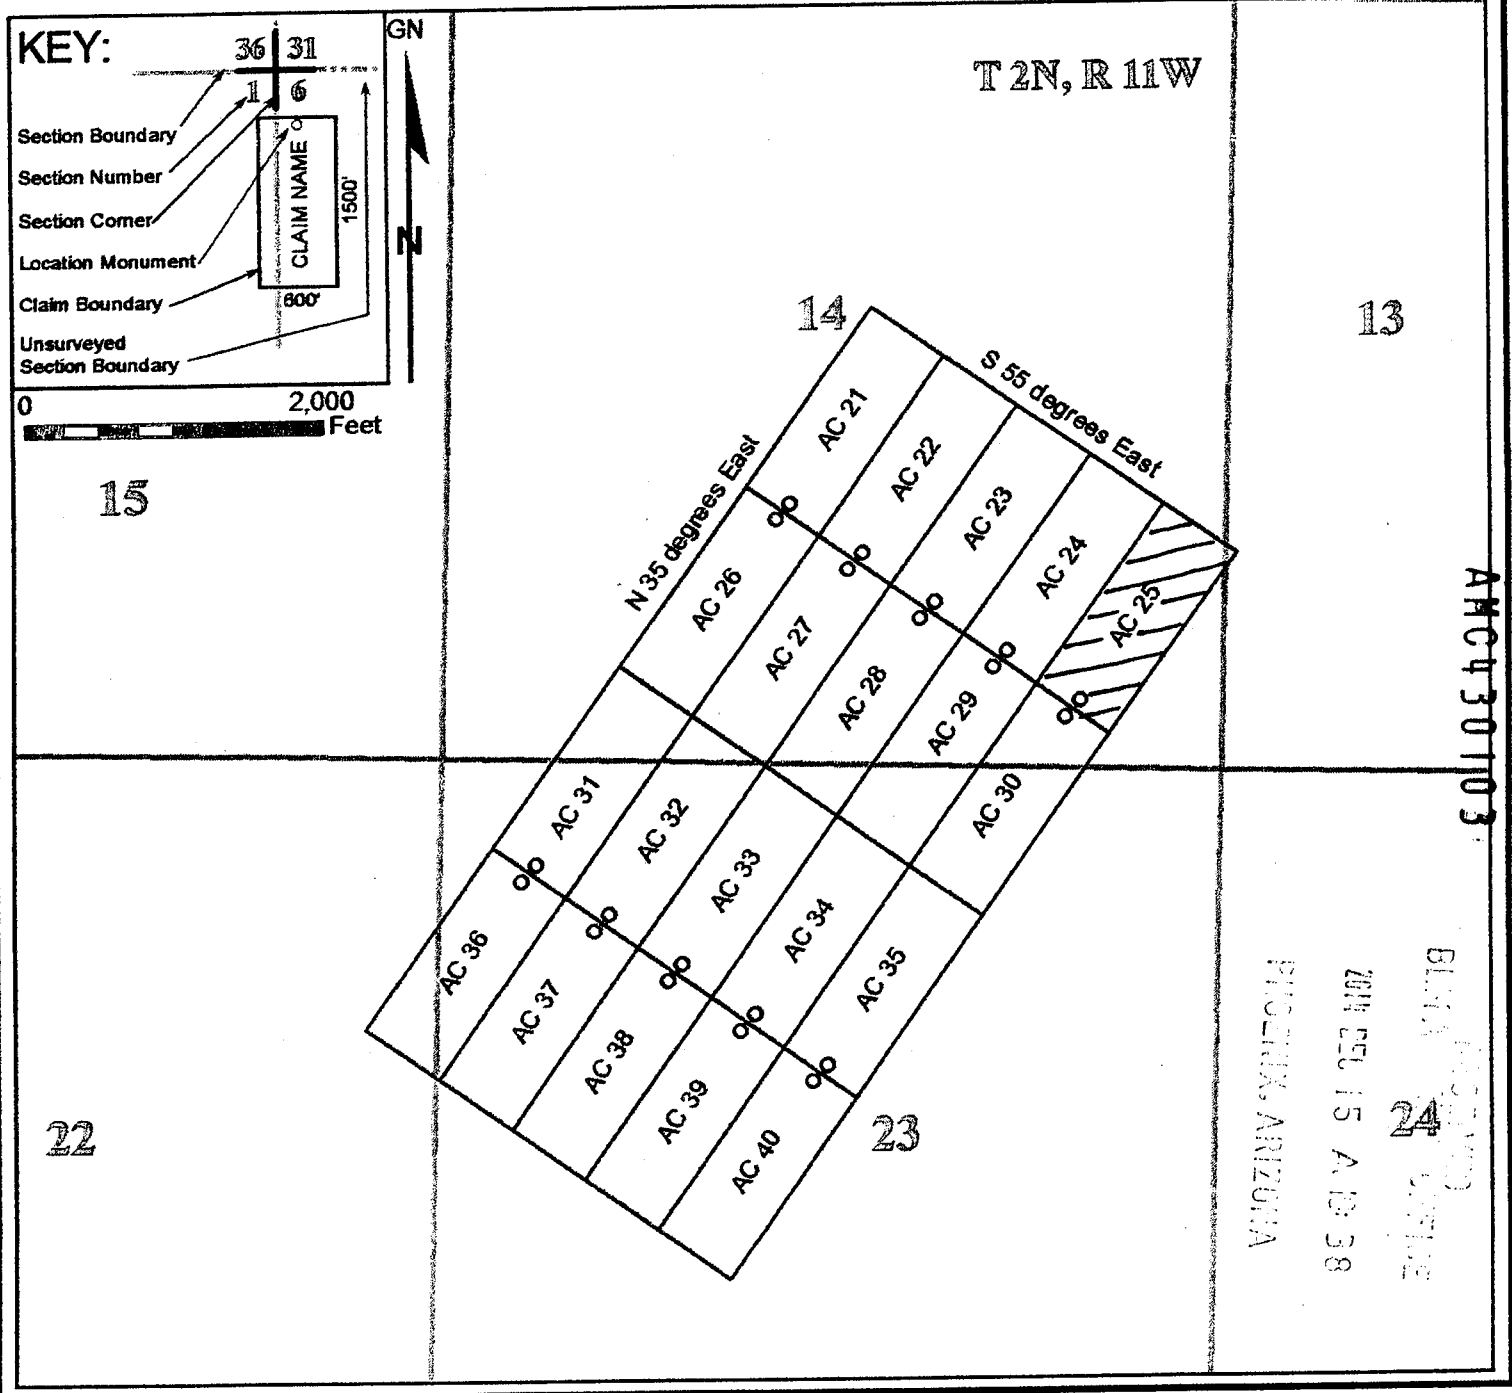 KEY:
36 31
1 6
Section Boundary
Section Number
Section Corner
Location Monument
Claim Boundary
Unsurveyed
Section Boundary
CLAIM NAME
1500'
600'
GN
N
0 2,000
Feet
T 2N, R 11W
14
13
15
S 55 degrees East
N 35 degrees East
AC 21
AC 22
AC 23
AC 24
AC 25
AC 26
AC 27
AC 28
AC 29
AC 30
AC 31
AC 32
AC 33
AC 34
AC 35
AC 36
AC 37
AC 38
AC 39
AC 40
22
23
24
AMC430103
15 A
PHOENIX, ARIZONA